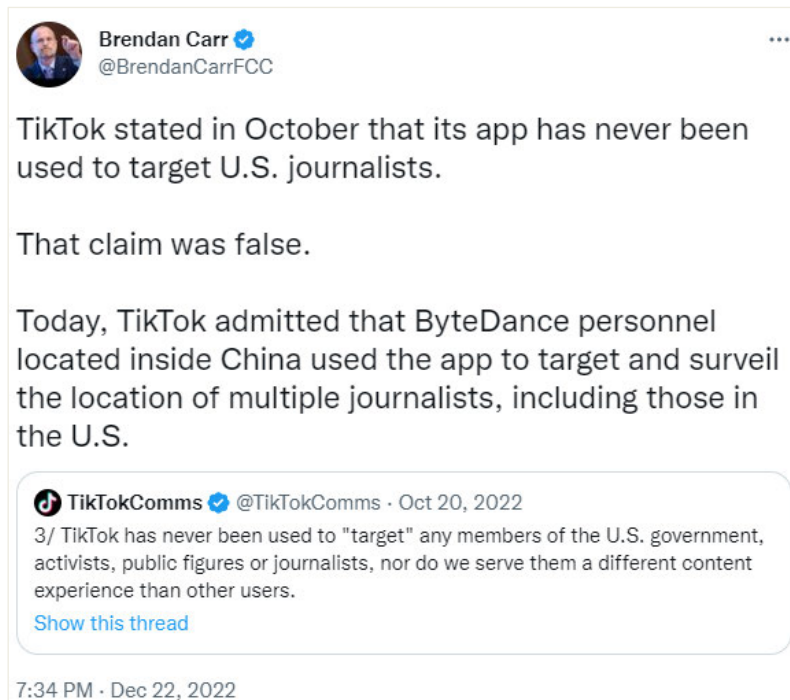 Brendan Carr
@BrendanCarrFCC
TikTok stated in October that its app has never been
used to target U.S. journalists.
That claim was false.
Today, TikTok admitted that ByteDance personnel
located inside China used the app to target and surveil
the location of multiple journalists, including those in
the U.S.
TikTokComms @TikTokComms · Oct 20, 2022
3/ TikTok has never been used to "target" any members of the U.S. government,
activists, public figures or journalists, nor do we serve them a different content
experience than other users.
Show this thread
7:34 PM · Dec 22, 2022